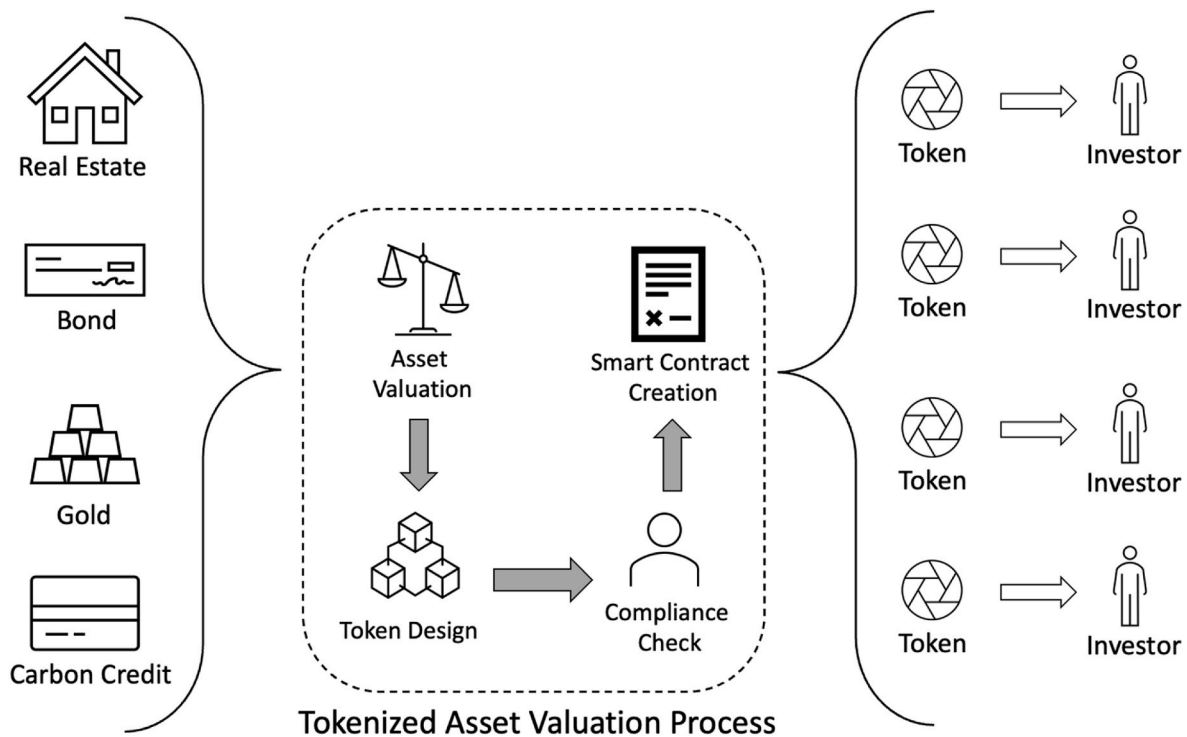 Real Estate
Bond
Gold
Carbon Credit
Asset
Valuation
Token Design
Compliance
Check
Smart Contract
Creation
Tokenized Asset Valuation Process
Token
Investor
Token
Investor
Token
Investor
Token
Investor